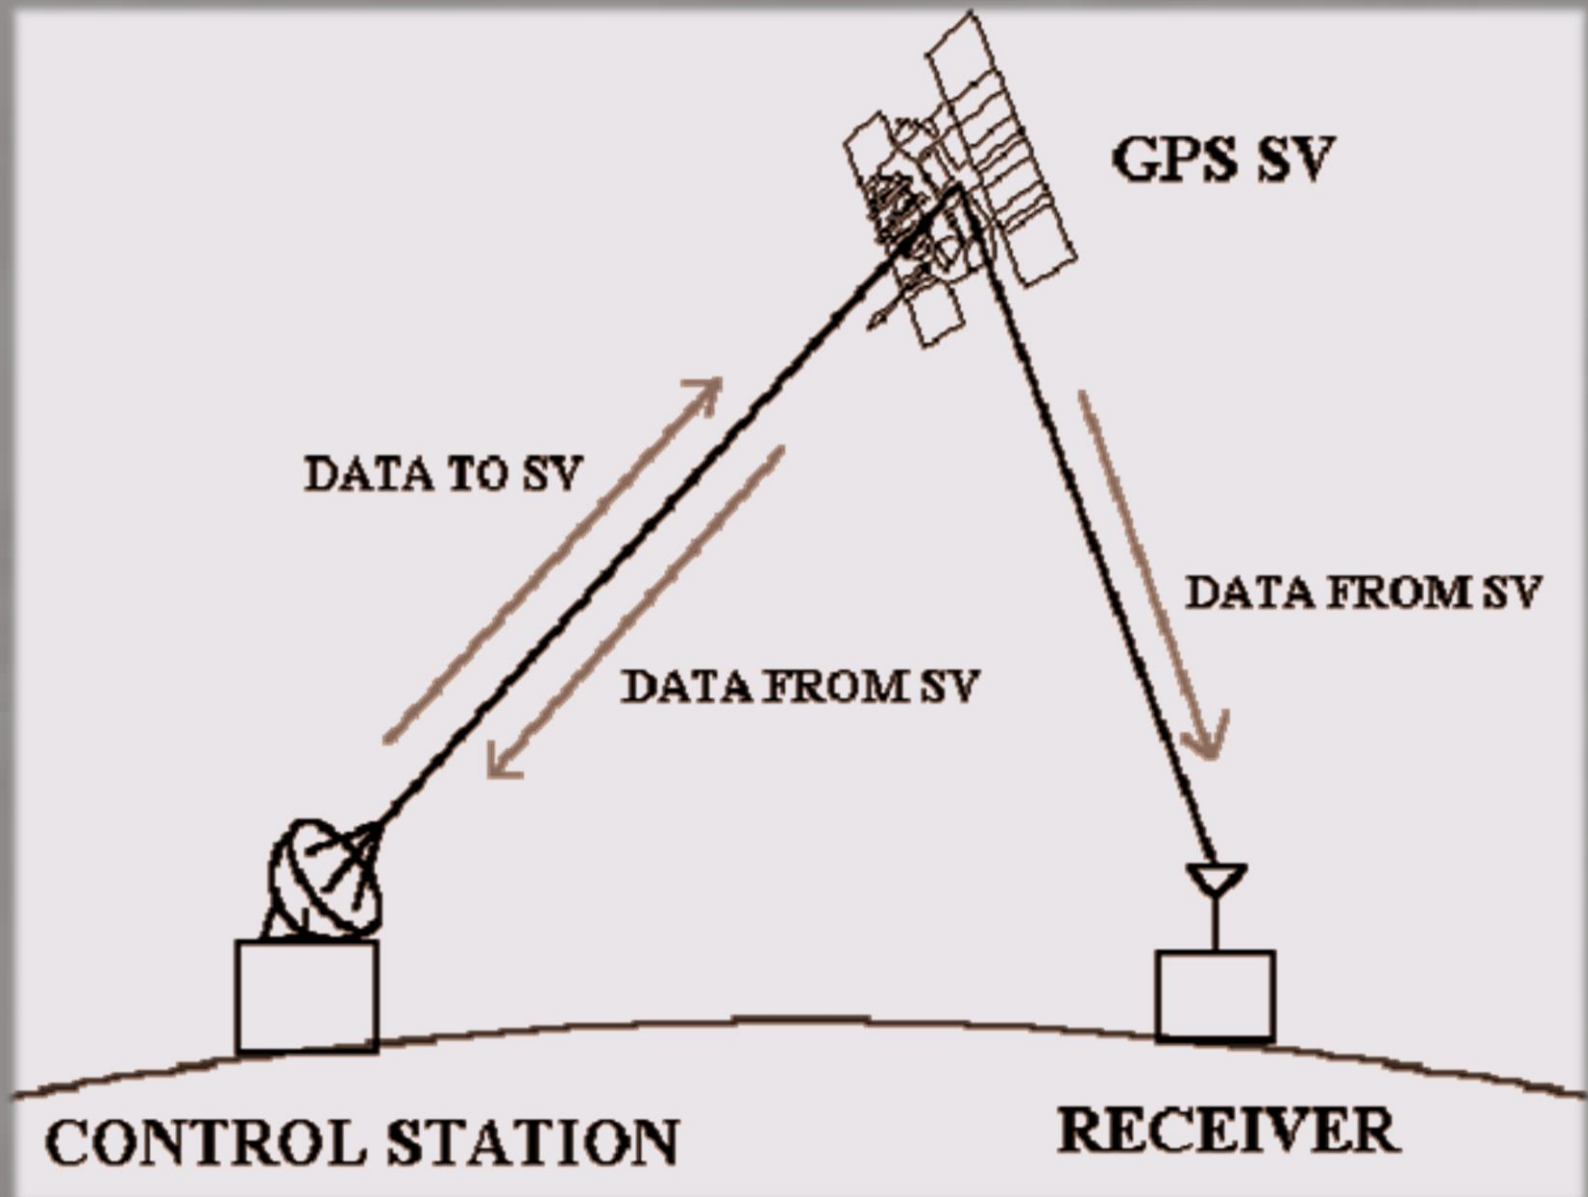 GPS SV
DATA TO SV
DATA FROM SV
DATA FROM SV
CONTROL STATION
RECEIVER